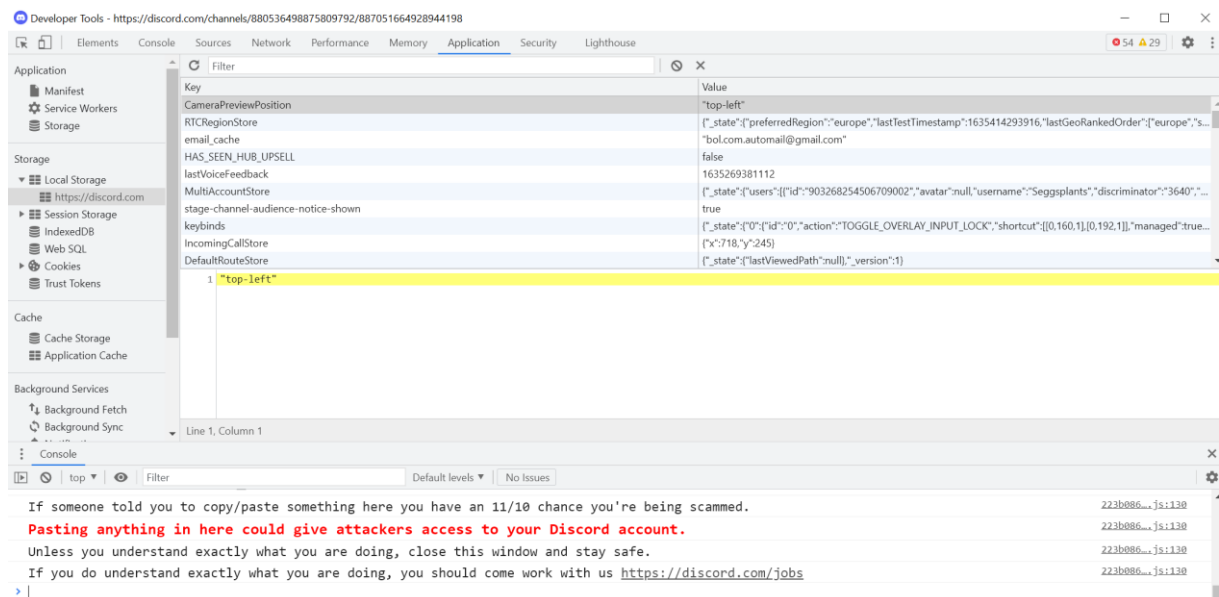 Developer Tools - https://discord.com/channels/880536498875809792/887051664928944198
Elements Console Sources Network Performance Memory Application Security Lighthouse 54 29
Application
Manifest
Service Workers
Storage
Storage
Local Storage
https://discord.com
Session Storage
IndexedDB
Web SQL
Cookies
Trust Tokens
Cache
Cache Storage
Application Cache
Background Services
Background Fetch
Background Sync
Filter
Key Value
CameraPreviewPosition "top-left"
RTCRegionStore {"_state":{"preferredRegion":"europe","lastTestTimestamp":1635414293916,"lastGeoRankedOrder":["europe","s...
email_cache "bol.com.automail@gmail.com"
HAS_SEEN_HUB_UPSELL false
lastVoiceFeedback 1635269381112
MultiAccountStore {"_state":{"users":[{"id":"903268254506709002","avatar":null,"username":"Seggsplants","discriminator":"3640","...
stage-channel-audience-notice-shown true
keybinds {"_state":{"0":{"id":"0","action":"TOGGLE_OVERLAY_INPUT_LOCK","shortcut":[[0,160,1],[0,192,1]],"managed":true...
IncomingCallStore {"x":718,"y":245}
DefaultRouteStore {"_state":{"lastViewedPath":null},"_version":1}
1 "top-left"
Line 1, Column 1
Console
top Filter Default levels No Issues
If someone told you to copy/paste something here you have an 11/10 chance you're being scammed. 223b086….js:130
Pasting anything in here could give attackers access to your Discord account. 223b086….js:130
Unless you understand exactly what you are doing, close this window and stay safe. 223b086….js:130
If you do understand exactly what you are doing, you should come work with us https://discord.com/jobs 223b086….js:130